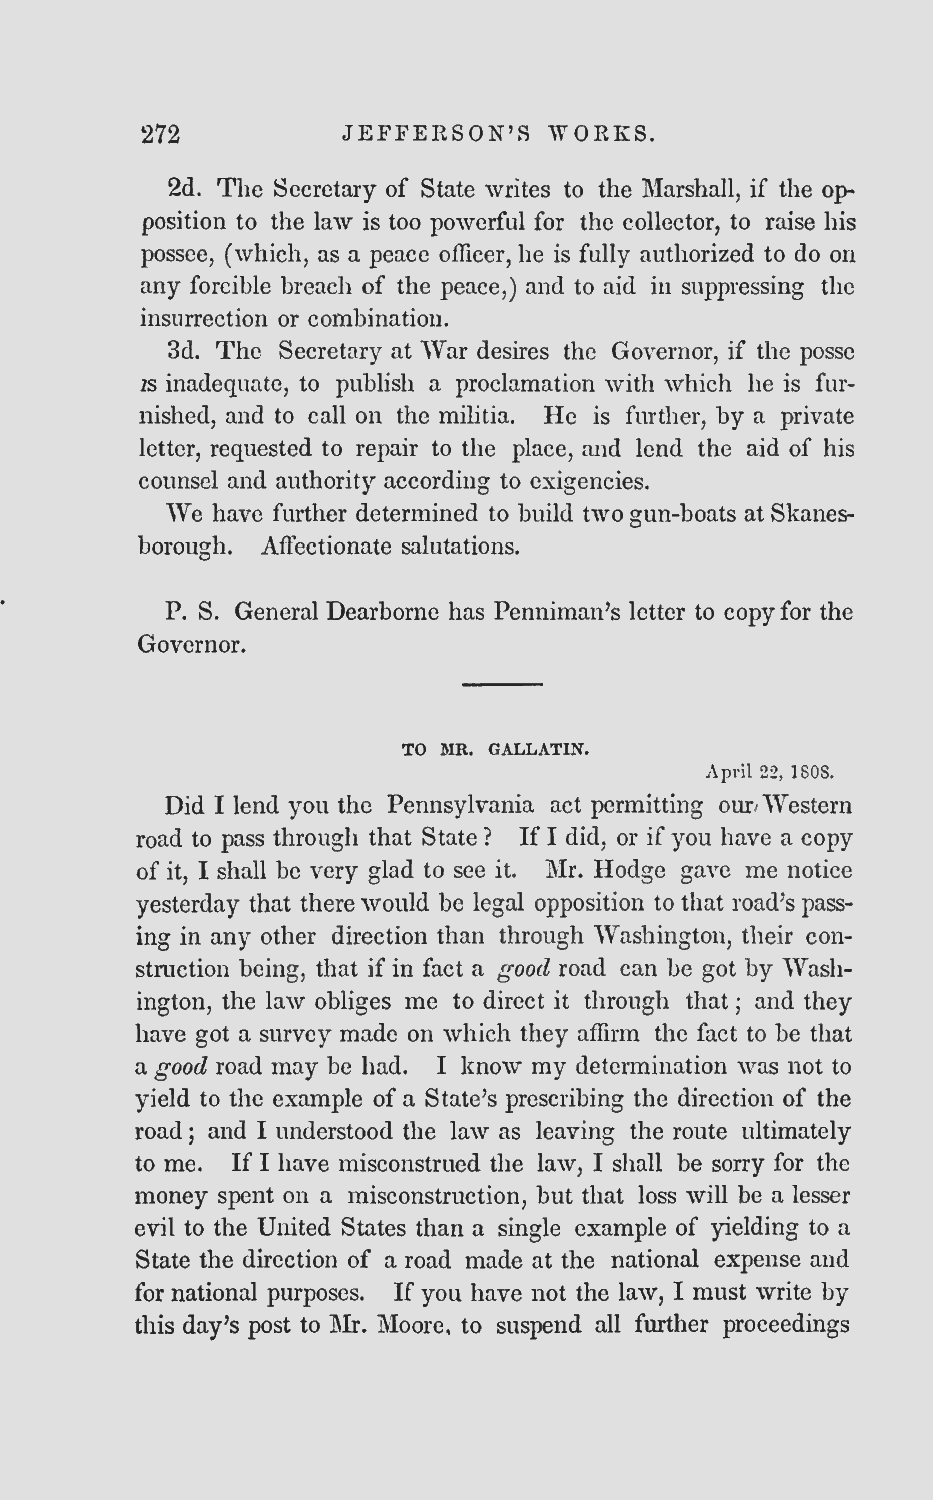 272 JEFFERSON'S WORKS.
2d. The Secretary of State writes to the Marshall, if the op-
position to the law is too powerful for the collector, to raise his
possee, (which, as a peace officer, he is fully authorized to do on
any forcible breach of the peace,) and to aid in suppressing the
insurrection or combination.
3d. The Secretary at War desires the Governor, if the posse
is inadequate, to publish a proclamation with which he is fur-
nished, and to call on the militia. He is further, by a private
letter, requested to repair to the place, and lend the aid of his
counsel and authority according to exigencies.
We have further determined to build two gun-boats at Skanes-
borough. Affectionate salutations.
P. S. General Dearborne has Penniman's letter to copy for the
Governor.
TO MR. GALLATIN.
April 22, 1808.
Did I lend you the Pennsylvania act permitting our Western
road to pass through that State? If I did, or if you have a copy
of it, I shall be very glad to see it. Mr. Hodge gave me notice
yesterday that there would be legal opposition to that road's pass-
ing in any other direction than through Washington, their con-
struction being, that if in fact a good road can be got by Wash-
ington, the law obliges me to direct it through that; and they
have got a survey made on which they affirm the fact to be that
a good road may be had. I know my determination was not to
yield to the example of a State's prescribing the direction of the
road; and I understood the law as leaving the route ultimately
to me. If I have misconstrued the law, I shall be sorry for the
money spent on a misconstruction, but that loss will be a lesser
evil to the United States than a single example of yielding to a
State the direction of a road made at the national expense and
for national purposes. If you have not the law, I must write by
this day's post to Mr. Moore, to suspend all further proceedings